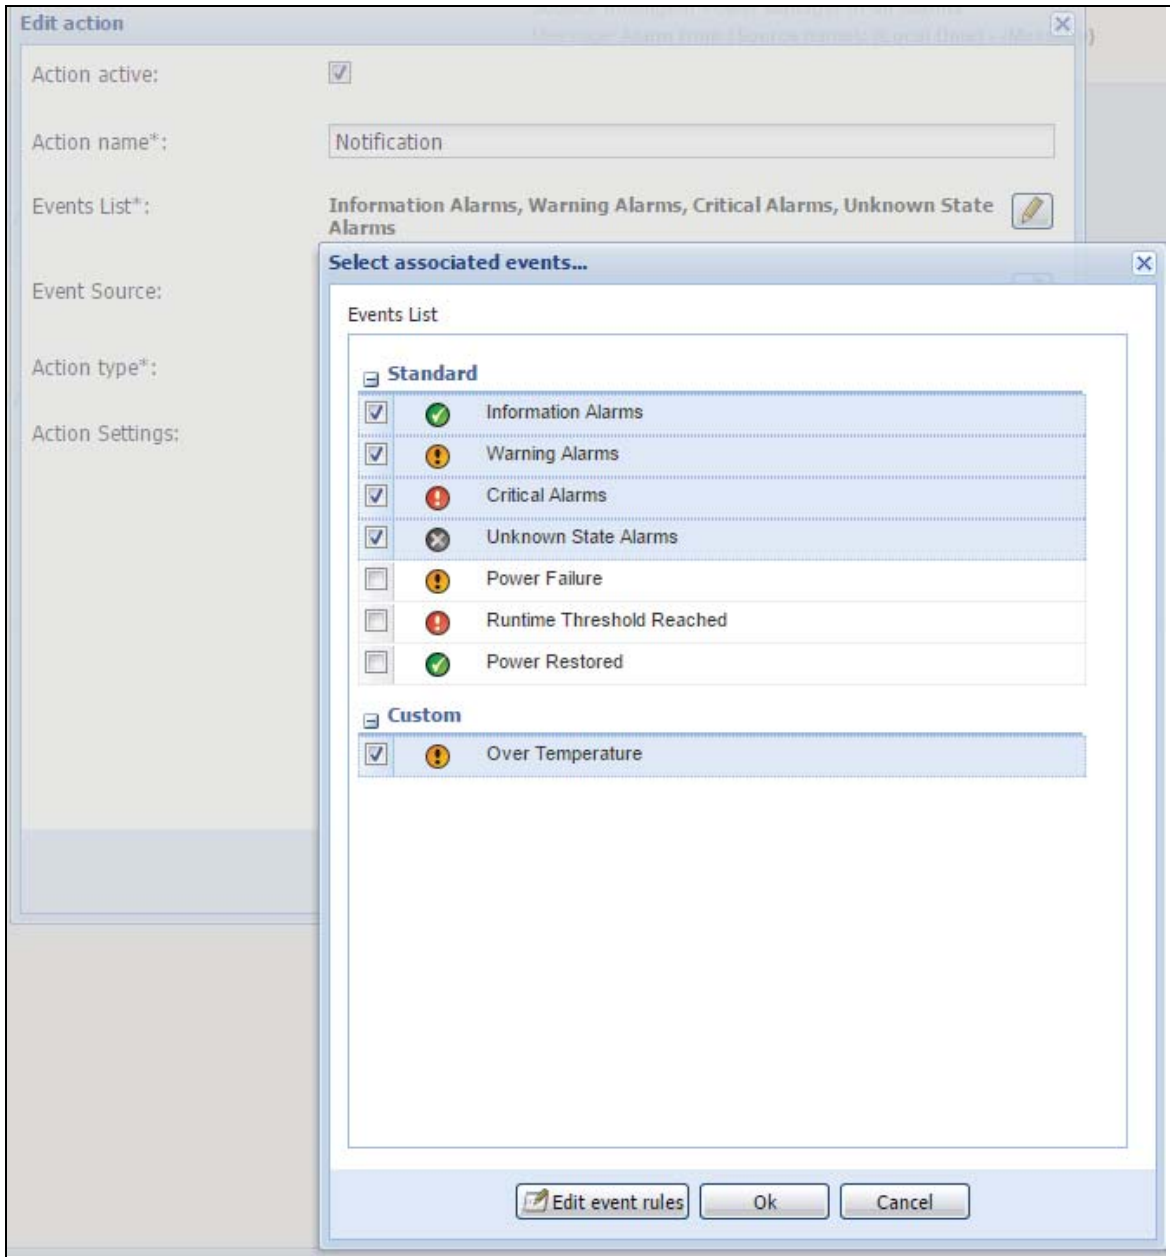 Edit action
Action active:
Action name*:
Notification
Events List*:
Information Alarms, Warning Alarms, Critical Alarms, Unknown State
Alarms
Event Source:
Action type*:
Action Settings:
Select associated events...
Events List
Standard
Information Alarms
Warning Alarms
Critical Alarms
Unknown State Alarms
Power Failure
Runtime Threshold Reached
Power Restored
Custom
Over Temperature
Edit event rules
Ok
Cancel